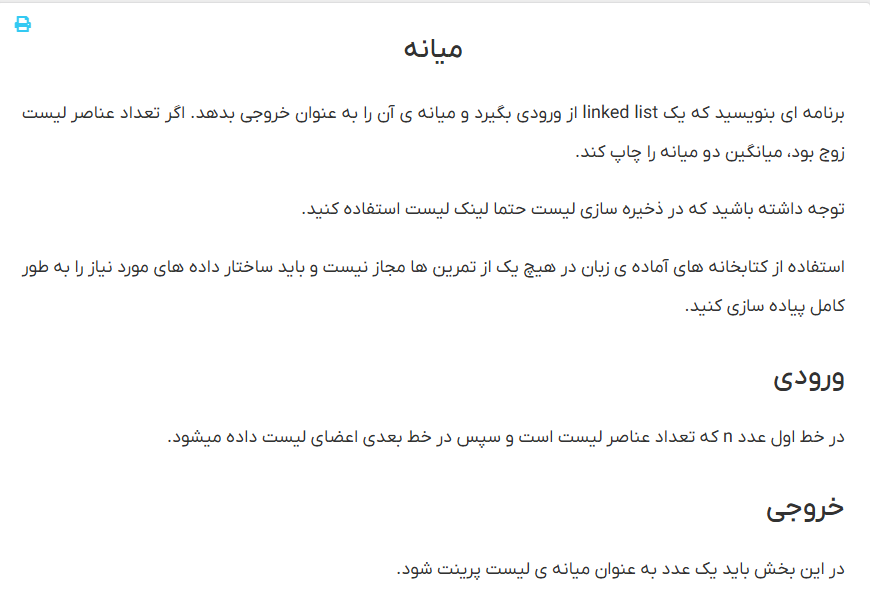 میانه
برنامه ای بنویسید که یک linked list از ورودی بگیرد و میانه ی آن را به عنوان خروجی بدهد. اگر تعداد عناصر لیست
زوج بود، میانگین دو میانه را چاپ کند.
توجه داشته باشید که در ذخیره سازی لیست حتما لینک لیست استفاده کنید.
استفاده از کتابخانه های آماده ی زبان در هیچ یک از تمرین ها مجاز نیست و باید ساختار داده های مورد نیاز را به طور
کامل پیاده سازی کنید.
ورودی
در خط اول عدد n که تعداد عناصر لیست است و سپس در خط بعدی اعضای لیست داده میشود.
خروجی
در این بخش باید یک عدد به عنوان میانه ی لیست پرینت شود.